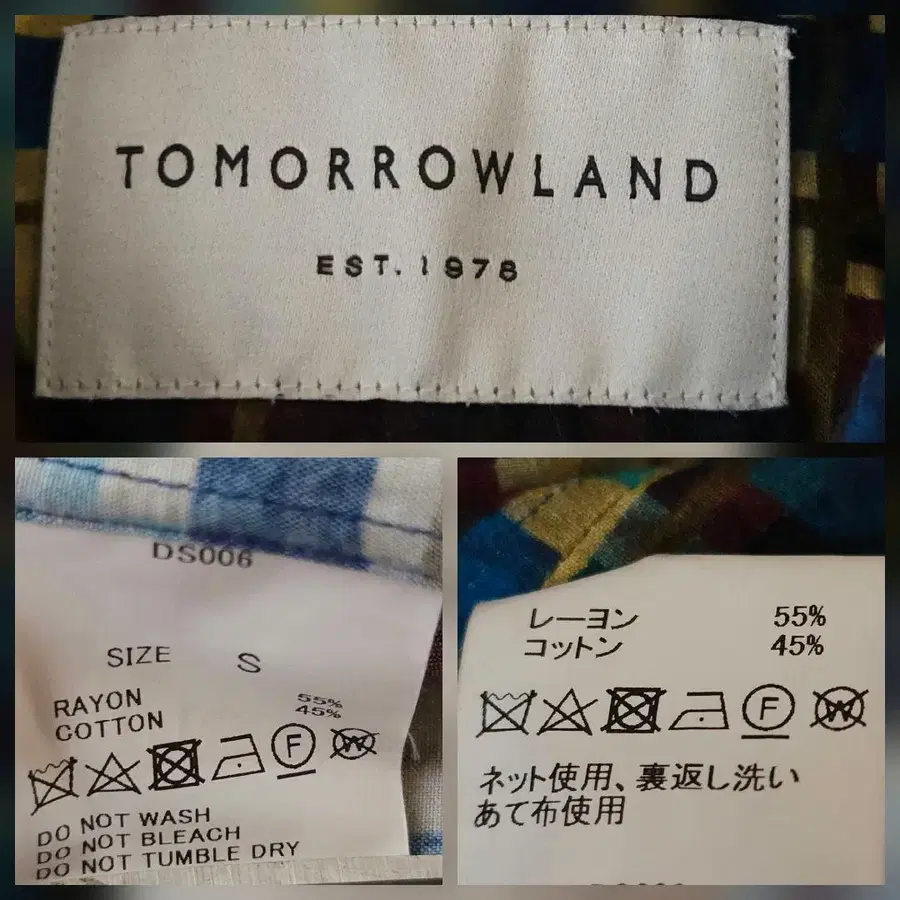 TOMORROWLAND
EST. 1978
DS006
SIZE S
RAYON 55%
COTTON 45%
F W
DO NOT WASH
DO NOT BLEACH
DO NOT TUMBLE DRY
レーヨン 55%
コットン 45%
F W
ネット使用、裏返し洗い
あて布使用